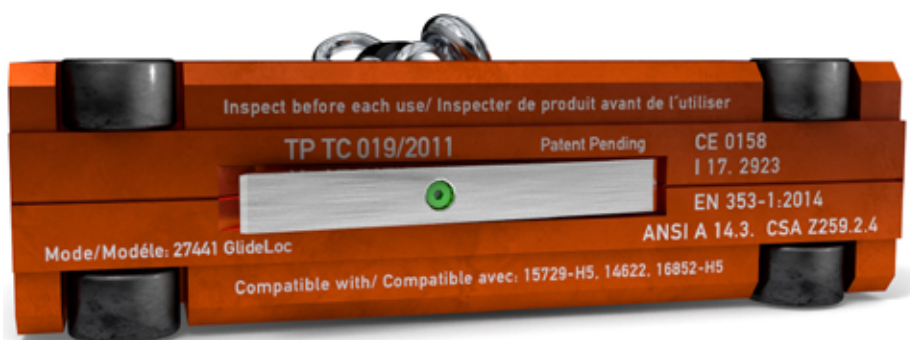 Inspect before each use/ Inspecter de produit avant de l'utiliser
TP TC 019/2011
Patent Pending
CE 0158
I 17. 2923
EN 353-1:2014
ANSI A 14.3. CSA Z259.2.4
Mode/Modéle: 27441 GlideLoc
Compatible with/ Compatible avec: 15729-H5, 14622, 16852-H5